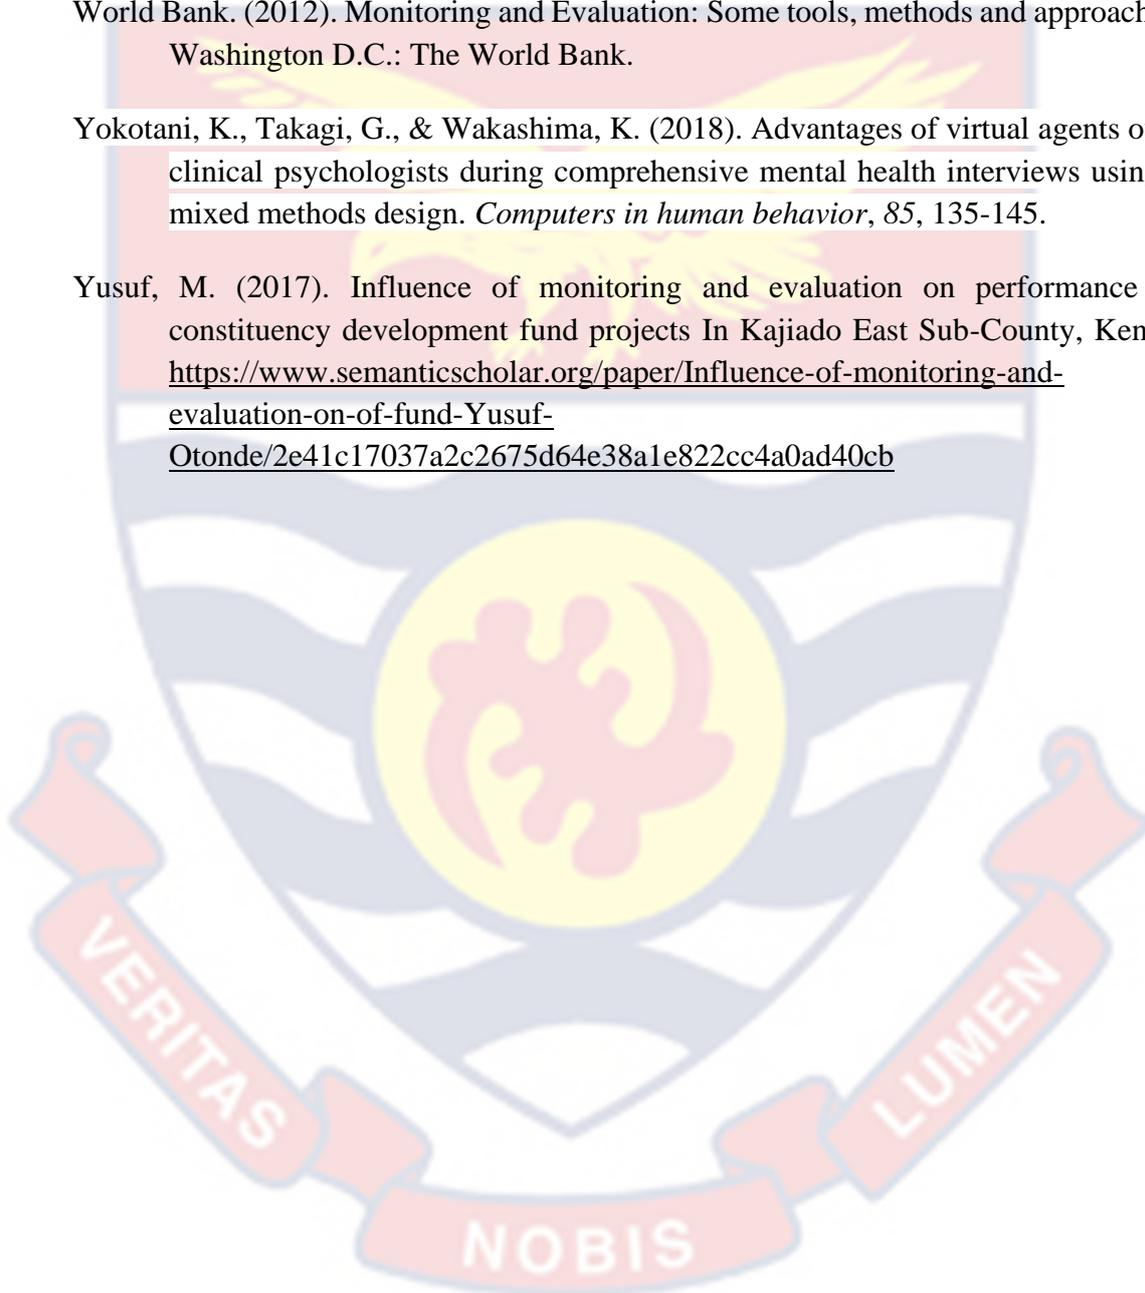 World Bank. (2012). Monitoring and Evaluation: Some tools, methods and approach
Washington D.C.: The World Bank.
Yokotani, K., Takagi, G., & Wakashima, K. (2018). Advantages of virtual agents o
clinical psychologists during comprehensive mental health interviews usin
mixed methods design. Computers in human behavior, 85, 135-145.
Yusuf, M. (2017). Influence of monitoring and evaluation on performance
constituency development fund projects In Kajiado East Sub-County, Ken
https://www.semanticscholar.org/paper/Influence-of-monitoring-and-
evaluation-on-of-fund-Yusuf-
Otonde/2e41c17037a2c2675d64e38a1e822cc4a0ad40cb
VERITAS
NOBIS
LUMEN